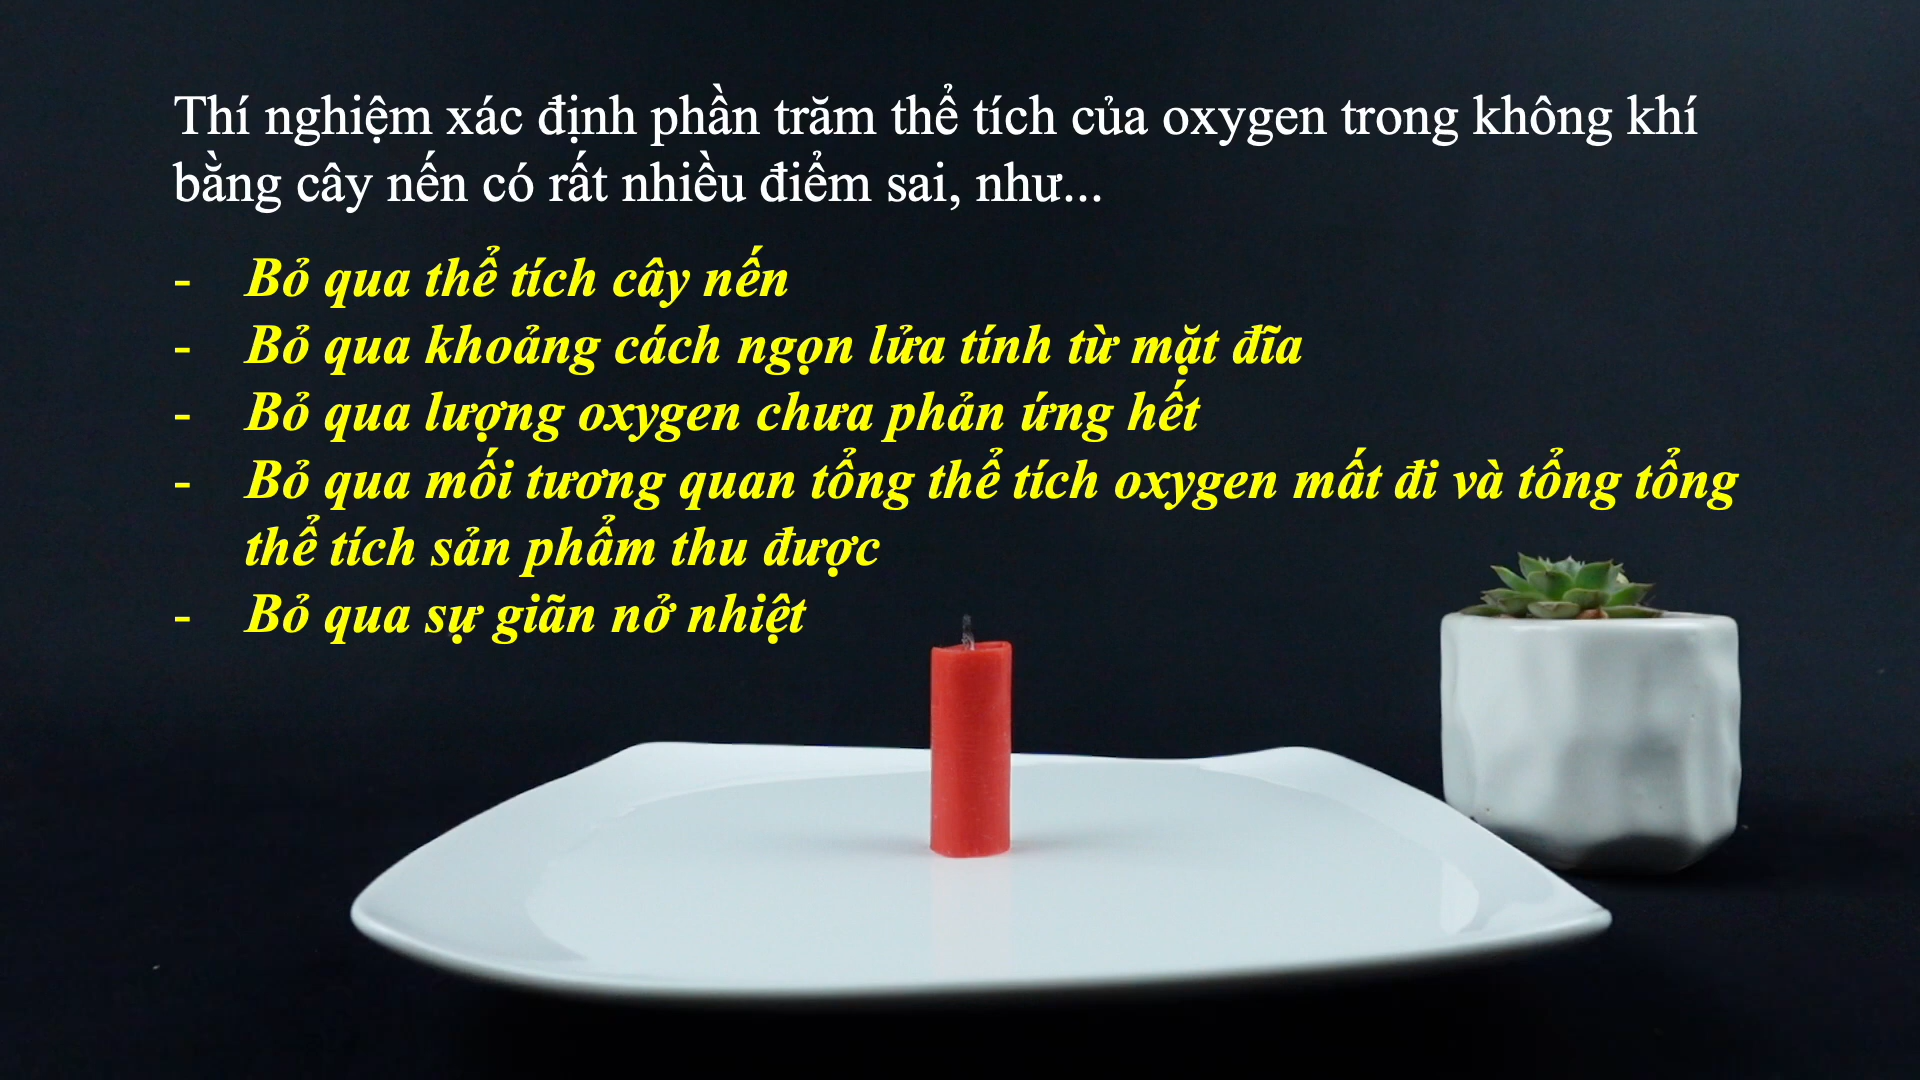 Thí nghiệm xác định phần trăm thể tích của oxygen trong không khí
bằng cây nến có rất nhiều điểm sai, như...
- Bỏ qua thể tích cây nến
- Bỏ qua khoảng cách ngọn lửa tính từ mặt đĩa
- Bỏ qua lượng oxygen chưa phản ứng hết
- Bỏ qua mối tương quan tổng thể tích oxygen mất đi và tổng tổng
thể tích sản phẩm thu được
- Bỏ qua sự giãn nở nhiệt